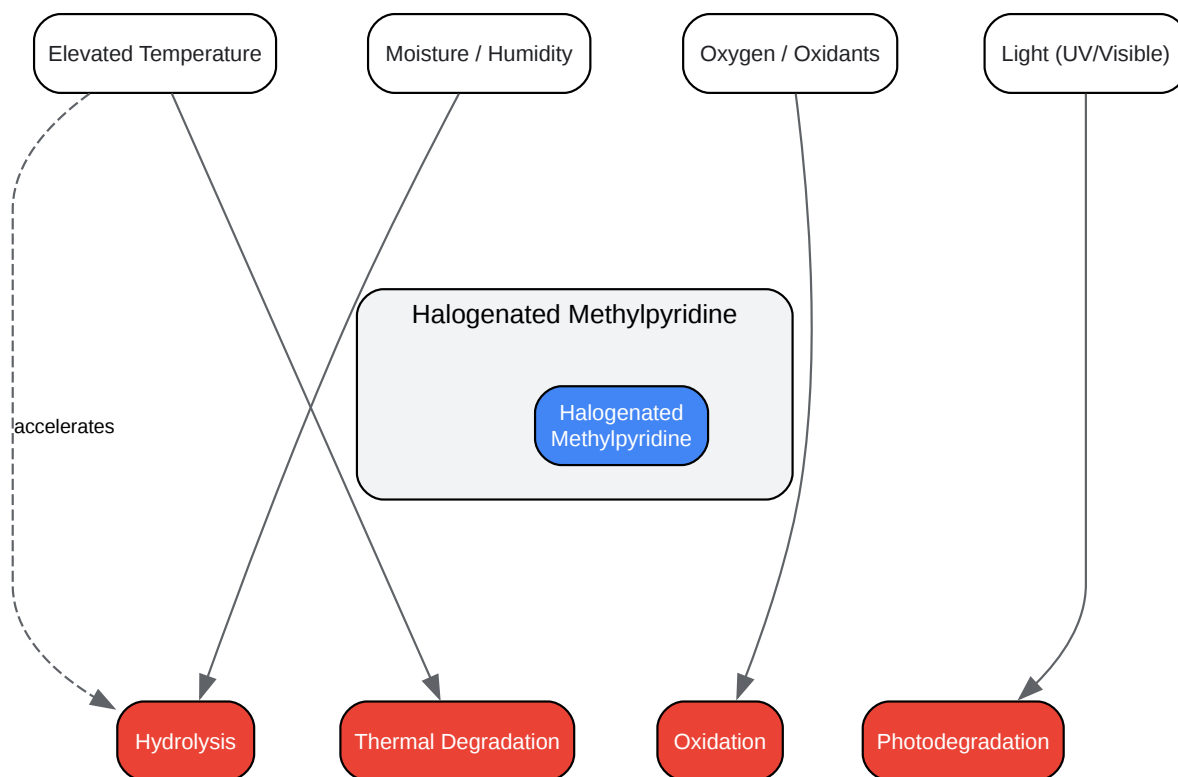 Elevated Temperature
Moisture / Humidity
Oxygen / Oxidants
Light (UV/Visible)
Halogenated Methylpyridine
Halogenated
Methylpyridine
accelerates
Hydrolysis
Thermal Degradation
Oxidation
Photodegradation